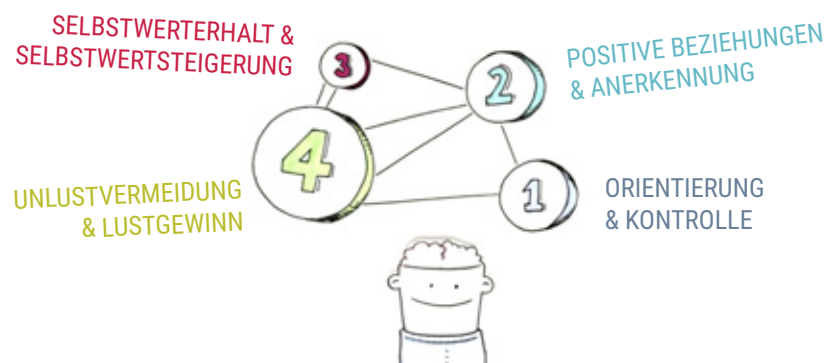 SELBSTWERTERHALT &
SELBSTWERTSTEIGERUNG
3
2
POSITIVE BEZIEHUNGEN
& ANERKENNUNG
4
UNLUSTVERMEIDUNG
& LUSTGEWINN
1
ORIENTIERUNG
& KONTROLLE